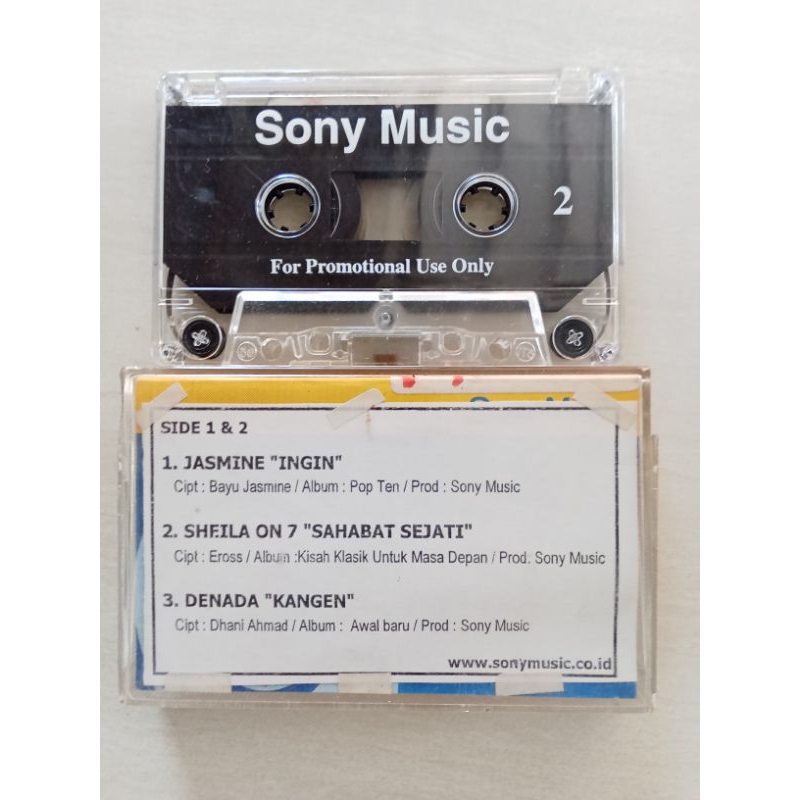 Sony Music
2
For Promotional Use Only
SIDE 1 & 2
1. JASMINE "INGIN"
Cipt : Bayu Jasmine / Album : Pop Ten / Prod : Sony Music
2. SHEILA ON 7 "SAHABAT SEJATI"
Cipt : Eross / Album :Kisah Klasik Untuk Masa Depan / Prod: Sony Music
3. DENADA "KANGEN"
Cipt : Dhani Ahmad / Album : Awal baru / Prod : Sony Music
www.sonymusic.co.id